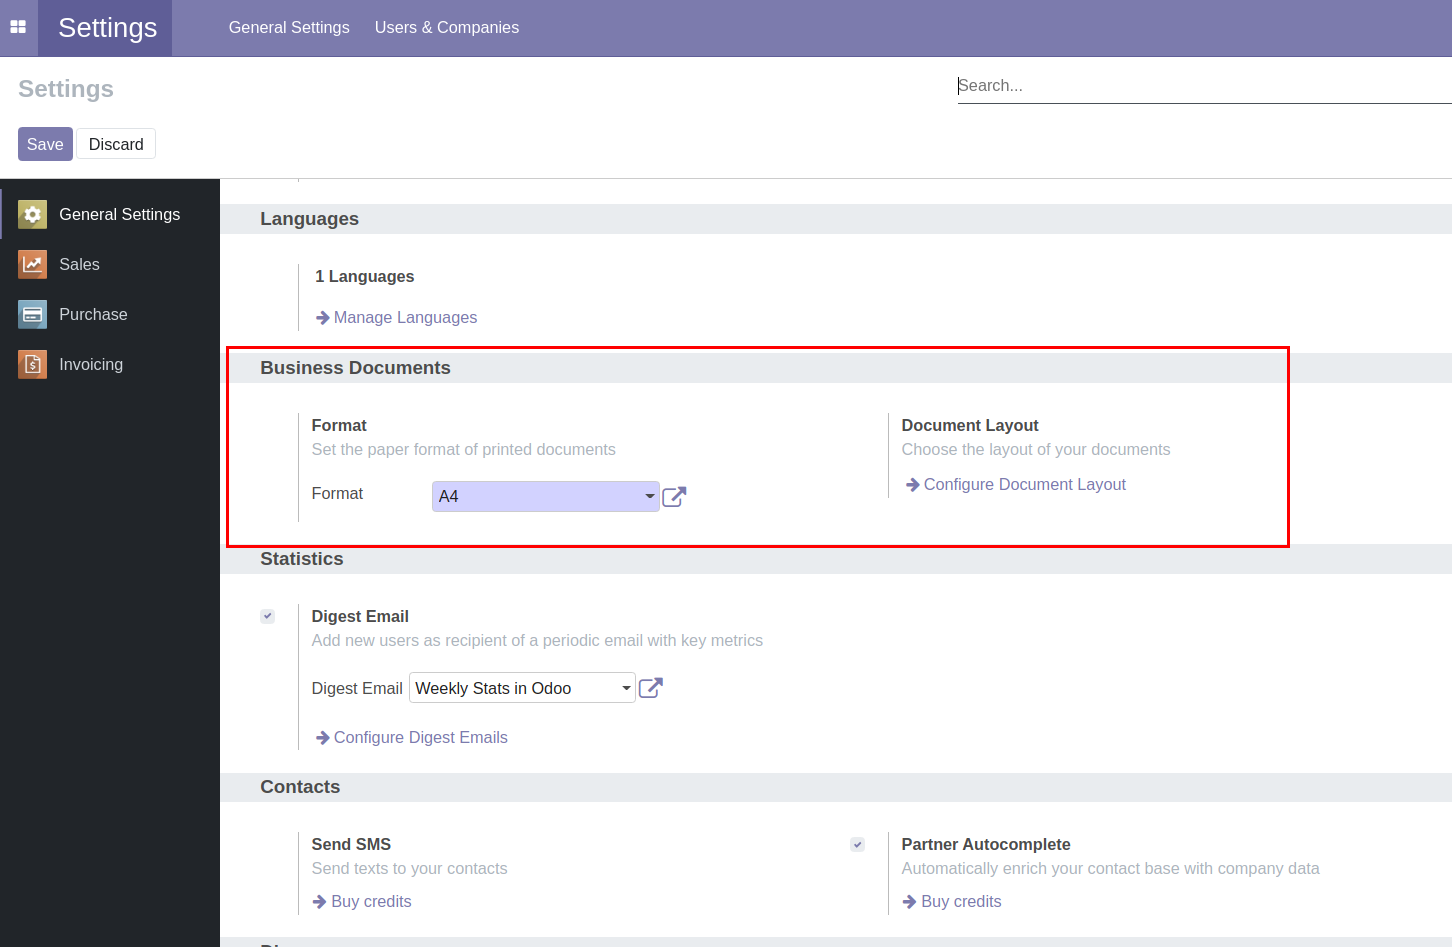 Settings
General Settings
Users & Companies
Settings
Search...
Save
Discard
General Settings
Sales
Purchase
Invoicing
Languages
1 Languages
Manage Languages
Business Documents
Format
Set the paper format of printed documents
Format
A4
Document Layout
Choose the layout of your documents
Configure Document Layout
Statistics
Digest Email
Add new users as recipient of a periodic email with key metrics
Digest Email
Weekly Stats in Odoo
Configure Digest Emails
Contacts
Send SMS
Send texts to your contacts
Buy credits
Partner Autocomplete
Automatically enrich your contact base with company data
Buy credits